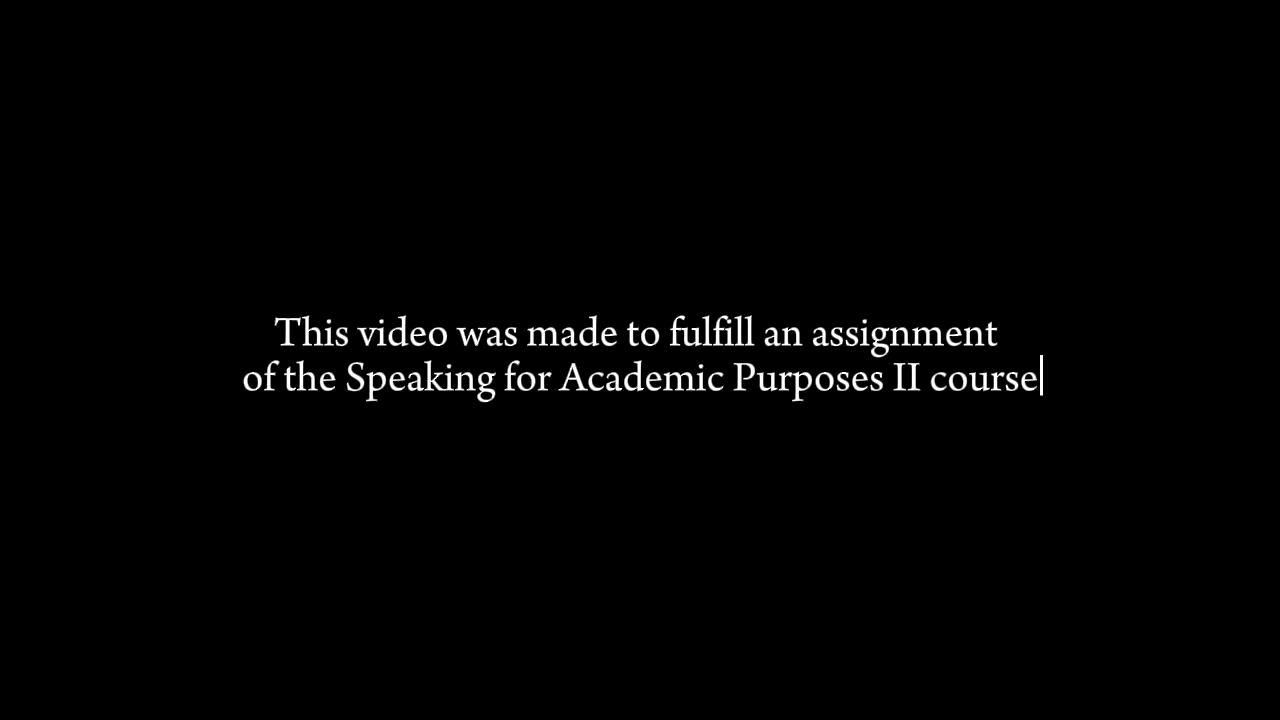 This video was made to fulfill an assignment
of the Speaking for Academic Purposes II course